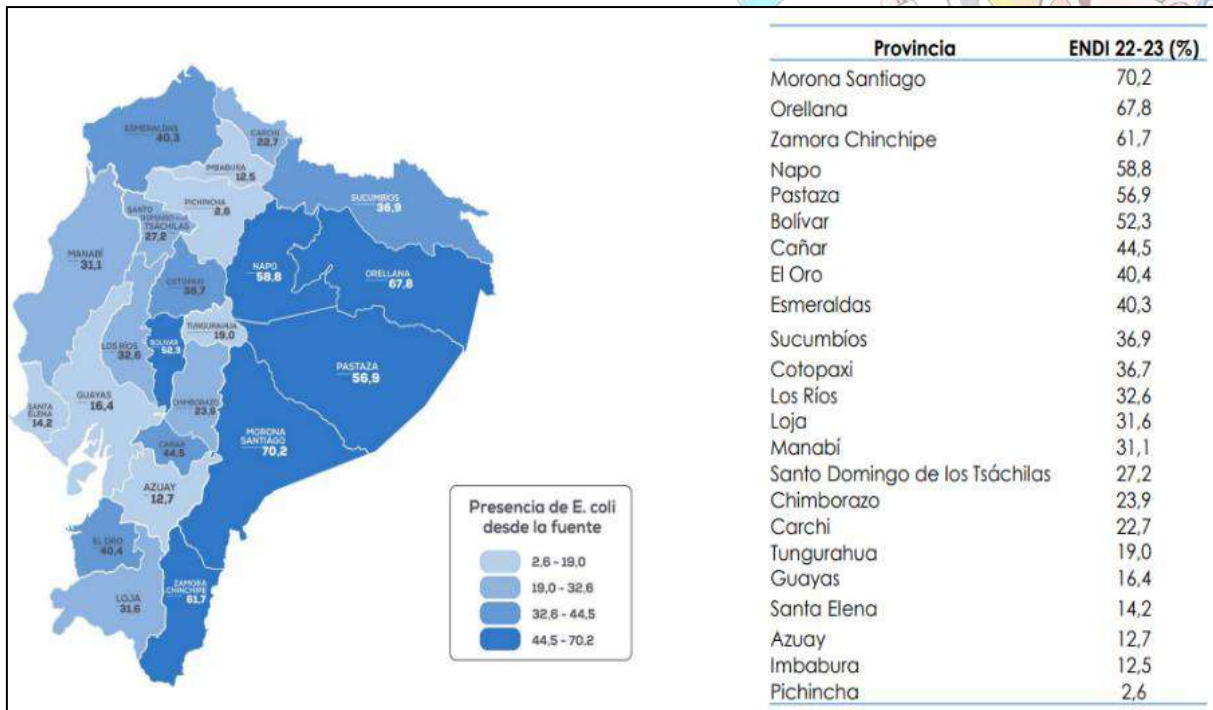 ESMERALDAS
40,3
CARCHI
22,7
IMBABURA
12,5
PICHINCHA
2,6
SUCUMBÍOS
36,9
SANTO
DOMINGO DE LOS
TSÁCHILAS
27,2
MANABÍ
31,1
COTOPAXI
36,7
NAPO
58,8
ORELLANA
67,8
TUNGURAHUA
19,0
LOS RÍOS
32,6
BOLÍVAR
52,3
PASTAZA
56,9
GUAYAS
16,4
SANTA
ELENA
14,2
CHIMBORAZO
23,9
MORONA
SANTIAGO
70,2
CAÑAR
44,5
AZUAY
12,7
EL ORO
40,4
LOJA
31,6
ZAMORA
CHINCHIPE
61,7
Presencia de E. coli
desde la fuente
2,6 - 19,0
19,0 - 32,6
32,6 - 44,5
44,5 - 70,2
Provincia ENDI 22-23 (%)
Morona Santiago 70,2
Orellana 67,8
Zamora Chinchipe 61,7
Napo 58,8
Pastaza 56,9
Bolívar 52,3
Cañar 44,5
El Oro 40,4
Esmeraldas 40,3
Sucumbíos 36,9
Cotopaxi 36,7
Los Ríos 32,6
Loja 31,6
Manabí 31,1
Santo Domingo de los Tsáchilas 27,2
Chimborazo 23,9
Carchi 22,7
Tungurahua 19,0
Guayas 16,4
Santa Elena 14,2
Azuay 12,7
Imbabura 12,5
Pichincha 2,6